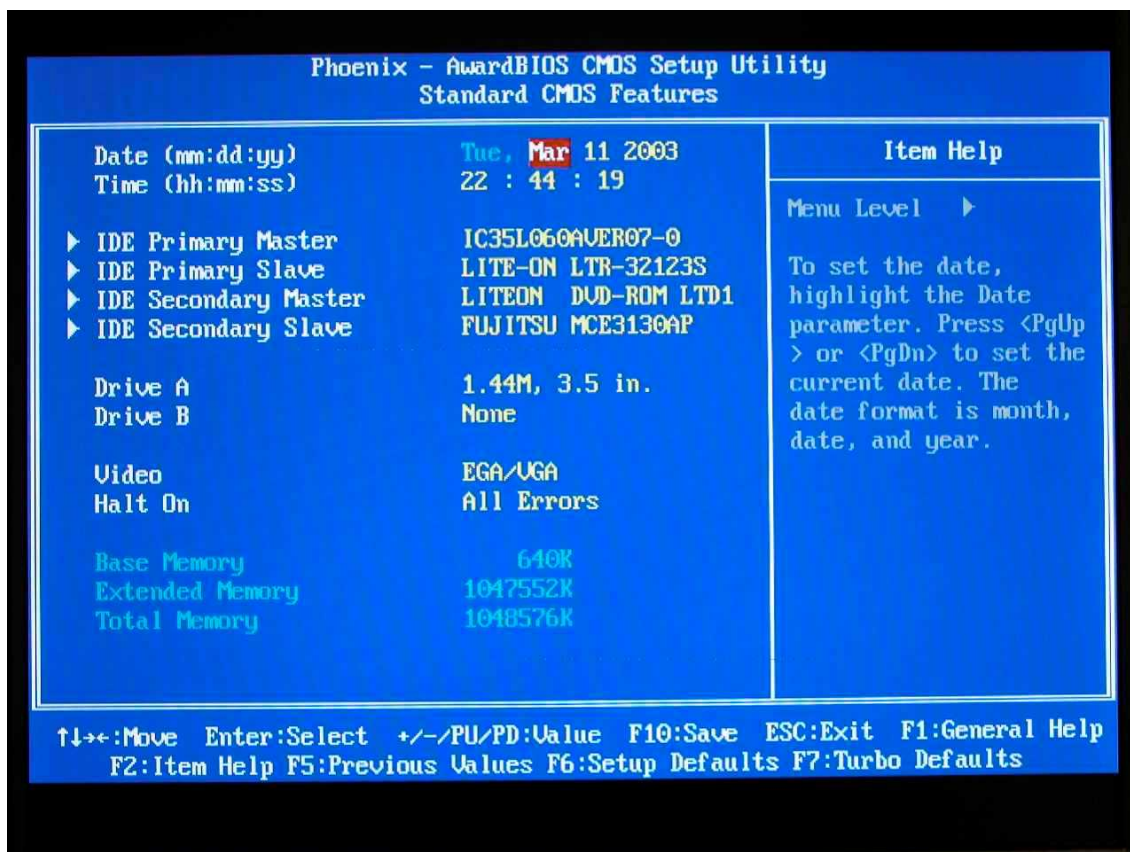 Phoenix - AwardBIOS CMOS Setup Utility
Standard CMOS Features
Date (mm:dd:yy) Tue, Mar 11 2003
Time (hh:mm:ss) 22 : 44 : 19
IDE Primary Master IC35L060AVER07-0
IDE Primary Slave LITE-ON LTR-32123S
IDE Secondary Master LITEON DVD-ROM LTD1
IDE Secondary Slave FUJITSU MCE3130AP
Drive A 1.44M, 3.5 in.
Drive B None
Video EGA/VGA
Halt On All Errors
Base Memory 640K
Extended Memory 1047552K
Total Memory 1048576K
Item Help
Menu Level ▶
To set the date,
highlight the Date
parameter. Press <PgUp
> or <PgDn> to set the
current date. The
date format is month,
date, and year.
↑↓→←:Move Enter:Select +/-/PU/PD:Value F10:Save ESC:Exit F1:General Help
F2:Item Help F5:Previous Values F6:Setup Defaults F7:Turbo Defaults